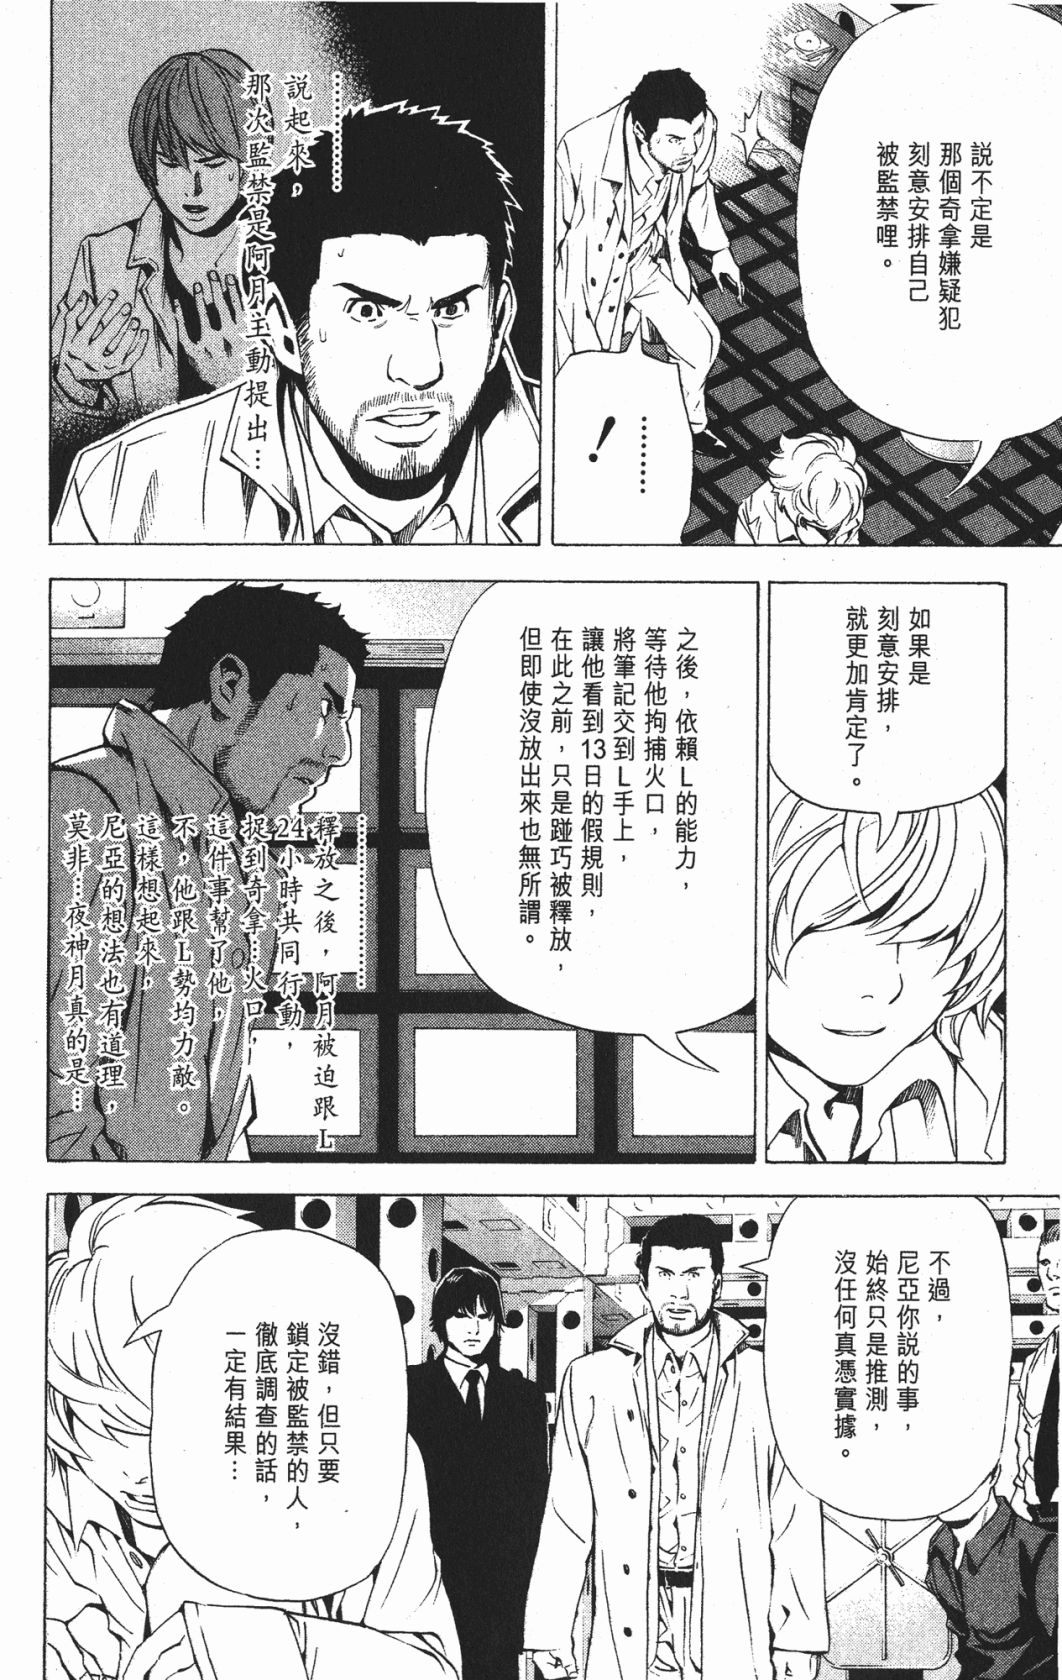 說不定是
那個奇拿嫌疑犯
刻意安排自己
被監禁哩。
………
！
………………
說起來，
那次監禁是阿月主動提出…
如果是
刻意安排，
就更加肯定了。
之後，依賴L的能力，
等待他拘捕火口，
將筆記交到L手上，
讓他看到13日的假規則，
在此之前，只是踫巧被釋放，
但即使沒放出來也無所謂。
………………
釋放之後，阿月被迫跟L
24小時共同行動，
捉到奇拿…火口，
這件事幫了他，
不，他跟L勢均力敵。
這樣想起來，
尼亞的想法也有道理，
莫非…夜神月真的是…
不過，
尼亞你說的事，
始終只是推測，
沒任何真憑實據。
沒錯，但只要
鎖定被監禁的人，
徹底調查的話，
一定有結果…